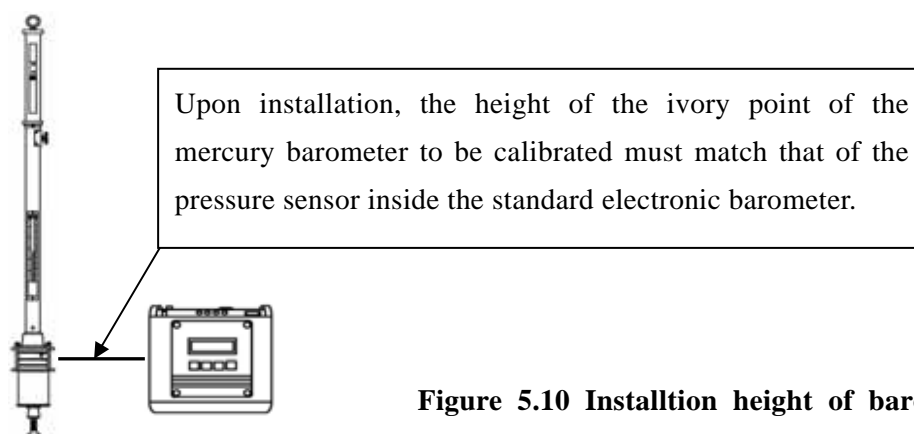 Upon installation, the height of the ivory point of the
mercury barometer to be calibrated must match that of the
pressure sensor inside the standard electronic barometer.
Figure 5.10 Installtion height of